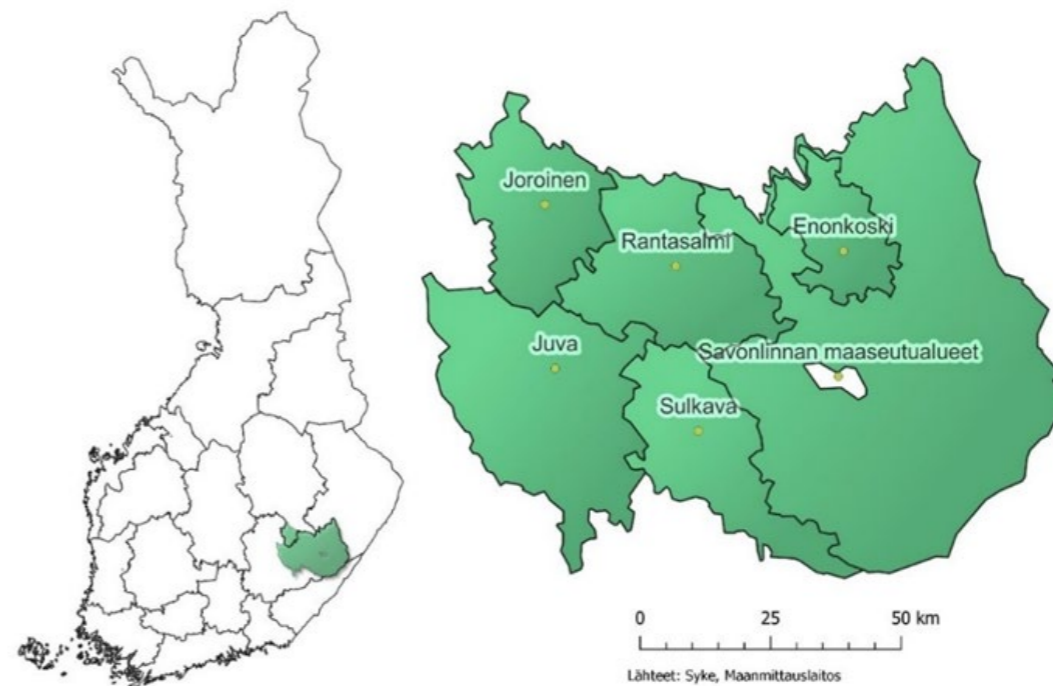 Joroinen
Enonkoski
Rantasalmi
Juva
Savonlinnan maaseutualueet
Sulkava
0 25 50 km
Lähteet: Syke, Maanmittauslaitos